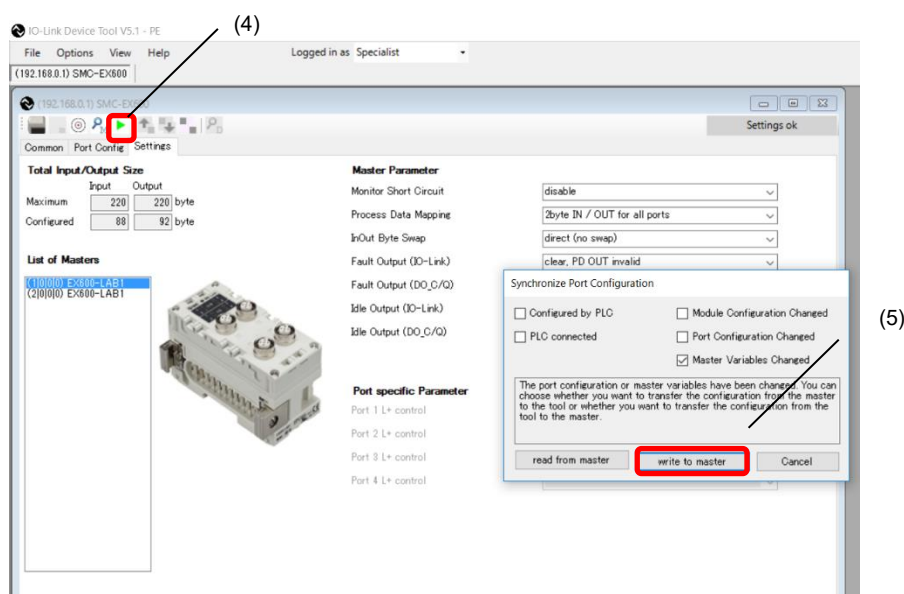 (4)
IO-Link Device Tool V5.1 - PE
File Options View Help Logged in as Specialist
(192.168.0.1) SMC-EX600
(192.168.0.1) SMC-EX600
Settings ok
Common Port Config Settings
Total Input/Output Size
Input Output
Maximum 220 220 byte
Configured 88 92 byte
List of Masters
(1|0|0|0) EX600-LAB1
(2|0|0|0) EX600-LAB1
Master Parameter
Monitor Short Circuit disable
Process Data Mapping 2byte IN / OUT for all ports
InOut Byte Swap direct (no swap)
Fault Output (IO-Link) clear, PD OUT invalid
Fault Output (DO_C/Q)
Idle Output (IO-Link)
Idle Output (DO_C/Q)
Port specific Parameter
Port 1 L+ control
Port 2 L+ control
Port 3 L+ control
Port 4 L+ control
Synchronize Port Configuration
Configured by PLC Module Configuration Changed
PLC connected Port Configuration Changed
Master Variables Changed
The port configuration or master variables have been changed. You can
choose whether you want to transfer the configuration from the master
to the tool or whether you want to transfer the configuration from the
tool to the master.
read from master write to master Cancel
(5)